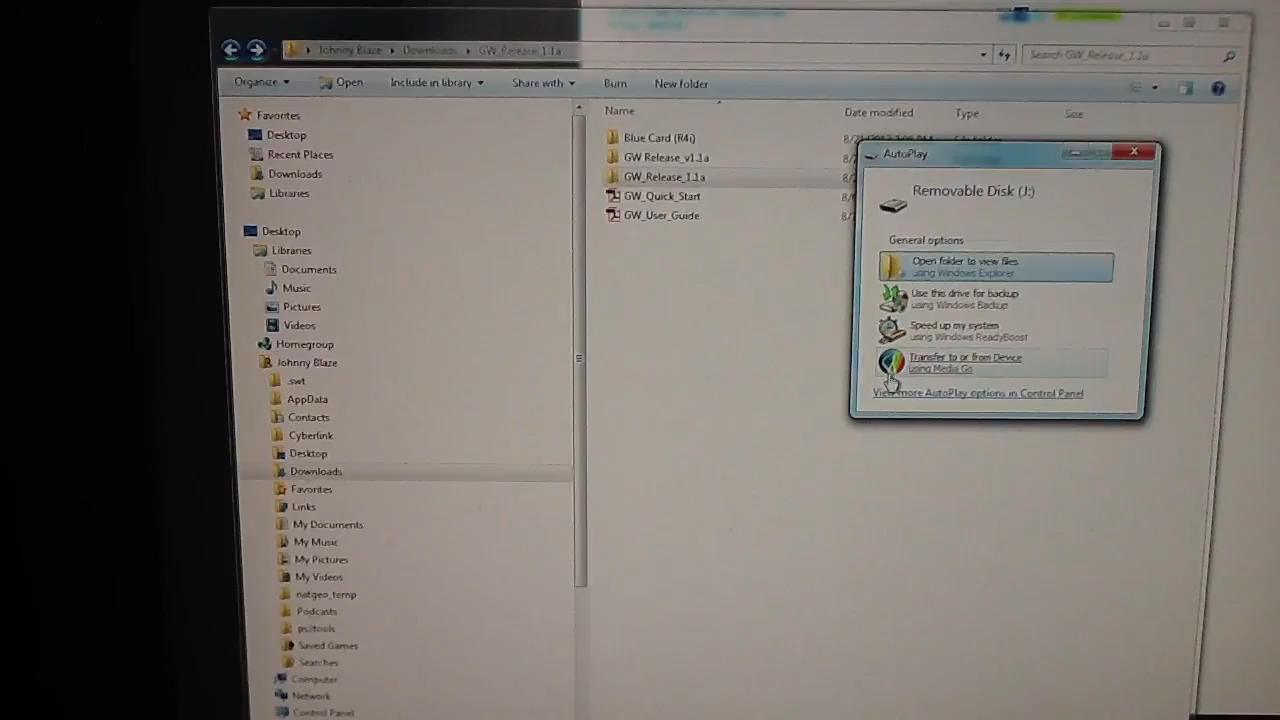 Johnny Blaze Downloads GW_Release_1.1a
Search GW_Release_1.1a
Organize Open Include in library Share with Burn New folder
Favorites
Desktop
Recent Places
Downloads
Libraries
Desktop
Libraries
Documents
Music
Pictures
Videos
Homegroup
Johnny Blaze
.swt
AppData
Contacts
Cyberlink
Desktop
Downloads
Favorites
Links
My Documents
My Music
My Pictures
My Videos
natgeo_temp
Podcasts
Saved Games
Searches
Computer
Network
Control Panel
Name Date modified Type Size
Blue Card (R4i)
GW Release_v1.1a
GW_Release_1.1a
GW_Quick_Start
GW_User_Guide
AutoPlay
Removable Disk (J:)
General options
Open folder to view files
using Windows Explorer
Use this drive for backup
using Windows Backup
Speed up my system
using Windows ReadyBoost
Transfer to or from Device
using Media Go
View more AutoPlay options in Control Panel